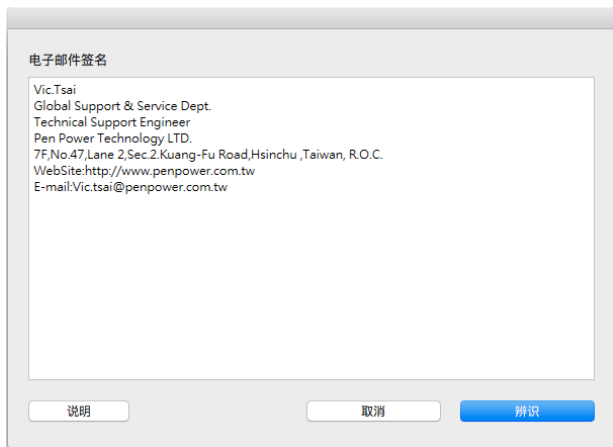 电子邮件签名
Vic.Tsai
Global Support & Service Dept.
Technical Support Engineer
Pen Power Technology LTD.
7F,No.47,Lane 2,Sec.2.Kuang-Fu Road,Hsinchu ,Taiwan, R.O.C.
WebSite:http://www.penpower.com.tw
E-mail:Vic.tsai@penpower.com.tw
说明 取消 辨识